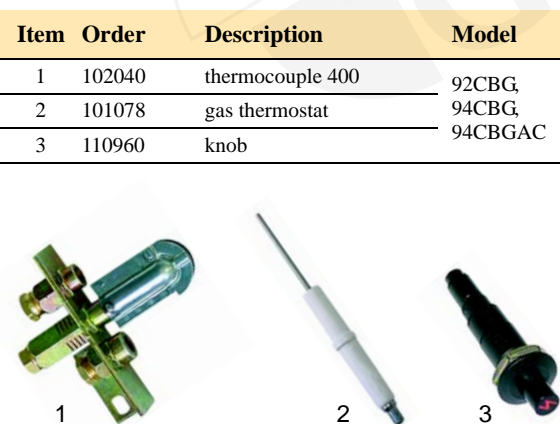 Item Order Description Model
1 102040 thermocouple 400 92CBG,
2 101078 gas thermostat 94CBG,
3 110960 knob 94CBGAC
1 2 3